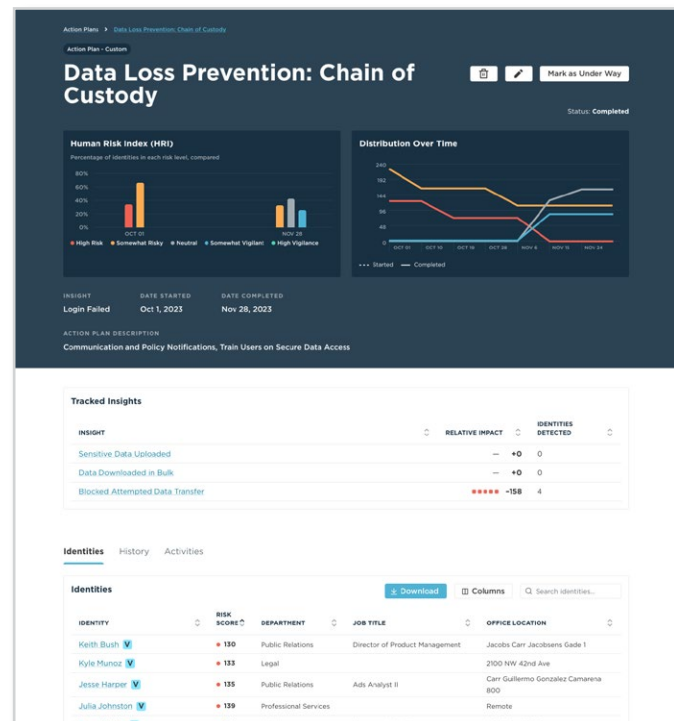 Action Plans > Data Loss Prevention: Chain of Custody
Action Plan - Custom
Data Loss Prevention: Chain of
Custody
Mark as Under Way
Status: Completed
Human Risk Index (HRI)
Percentage of identities in each risk level, compared
80%
60%
40%
20%
0%
OCT 01
NOV 28
High Risk
Somewhat Risky
Neutral
Somewhat Vigilanc
High Vigilance
Distribution Over Time
240
192
144
96
48
0
OCT 01
OCT 10
OCT 19
OCT 28
NOV 6
NOV 15
NOV 24
Started
Completed
INSIGHT
DATE STARTED
DATE COMPLETED
Login Failed
Oct 1, 2023
Nov 28, 2023
ACTION PLAN DESCRIPTION
Communication and Policy Notifications, Train Users on Secure Data Access
Tracked Insights
INSIGHT
RELATIVE IMPACT
IDENTITIES
DETECTED
Sensitive Data Uploaded — +0 0
Data Downloaded in Bulk — +0 0
Blocked Attempted Data Transfer -158 4
Identities
History
Activities
Identities
Download
Columns
Search identities...
IDENTITY
RISK
SCORE
DEPARTMENT
JOB TITLE
OFFICE LOCATION
Keith Bush V 130 Public Relations Director of Product Management Jacobs Carr Jacobsens Gade 1
Kyle Munoz V 133 Legal 2100 NW 42nd Ave
Jesse Harper V 135 Public Relations Ads Analyst II Carr Guillermo Gonzalez Camarena
800
Julia Johnston V 139 Professional Services Remote